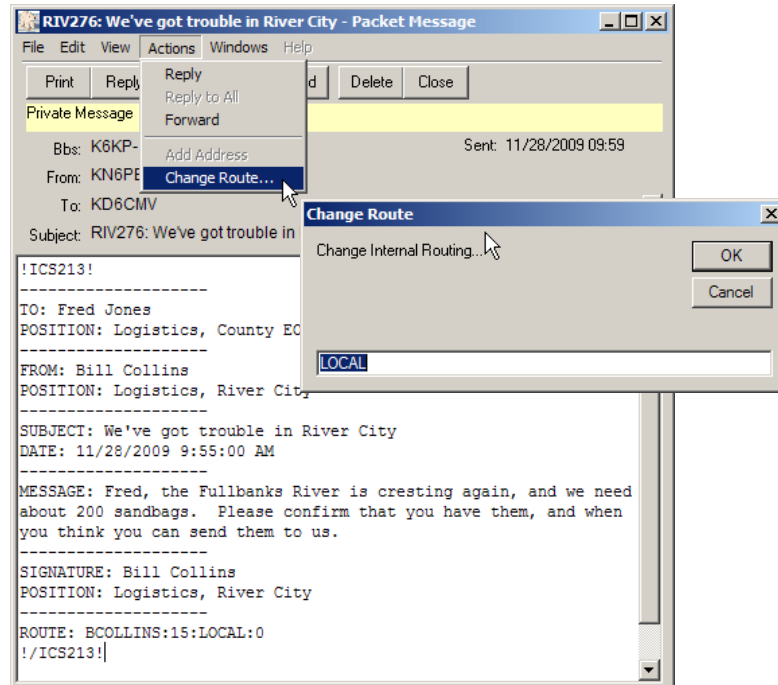 RIV276: We've got trouble in River City - Packet Message
File Edit View Actions Windows Help
Print Reply d Delete Close
Reply
Reply to All
Forward
Add Address
Change Route...
Private Message
Bbs: K6KP- Sent: 11/28/2009 09:59
From: KN6PE
To: KD6CMV
Subject: RIV276: We've got trouble in
Change Route
Change Internal Routing...
OK
Cancel
LOCAL
!ICS213!
--------------------
TO: Fred Jones
POSITION: Logistics, County EO
--------------------
FROM: Bill Collins
POSITION: Logistics, River City
--------------------
SUBJECT: We've got trouble in River City
DATE: 11/28/2009 9:55:00 AM
--------------------
MESSAGE: Fred, the Fullbanks River is cresting again, and we need
about 200 sandbags.  Please confirm that you have them, and when
you think you can send them to us.
--------------------
SIGNATURE: Bill Collins
POSITION: Logistics, River City
--------------------
ROUTE: BCOLLINS:15:LOCAL:0
!/ICS213!